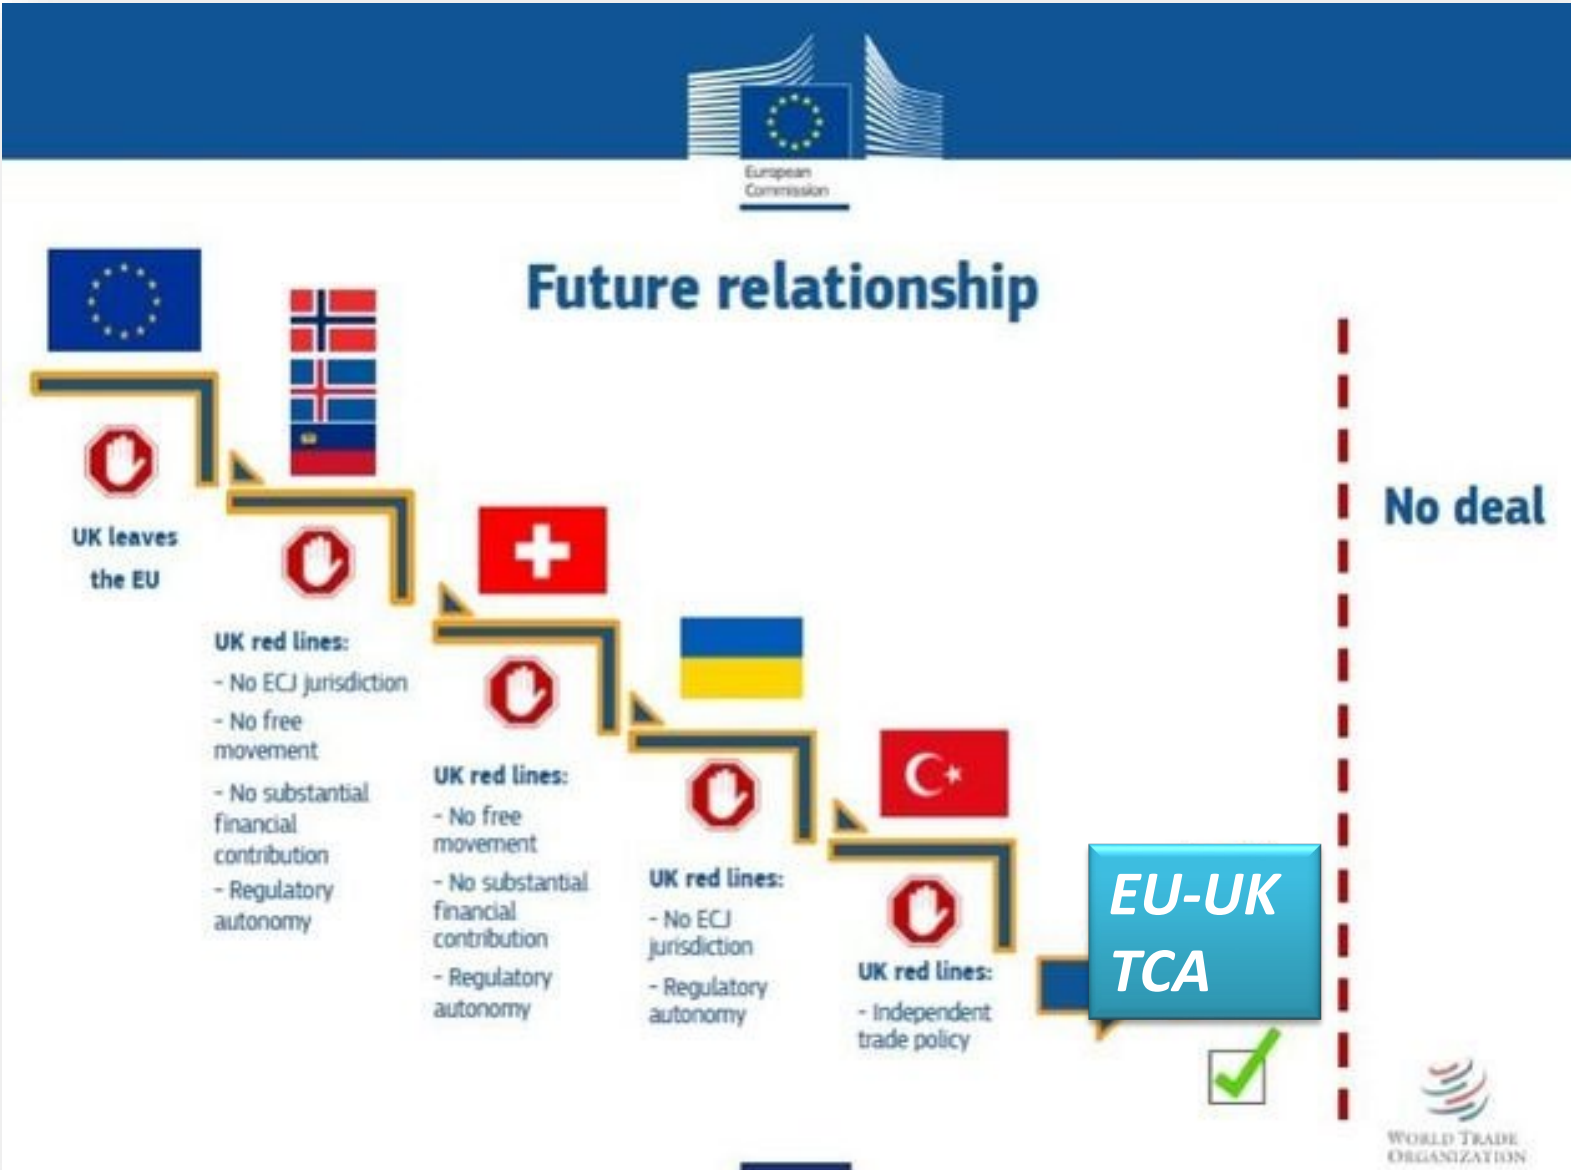 European
Commission
Future relationship
UK leaves
the EU
UK red lines:
- No ECJ jurisdiction
- No free
movement
- No substantial
financial
contribution
- Regulatory
autonomy
UK red lines:
- No free
movement
- No substantial
financial
contribution
- Regulatory
autonomy
UK red lines:
- No ECJ
jurisdiction
- Regulatory
autonomy
UK red lines:
- Independent
trade policy
EU-UK
TCA
No deal
WORLD TRADE
ORGANIZATION